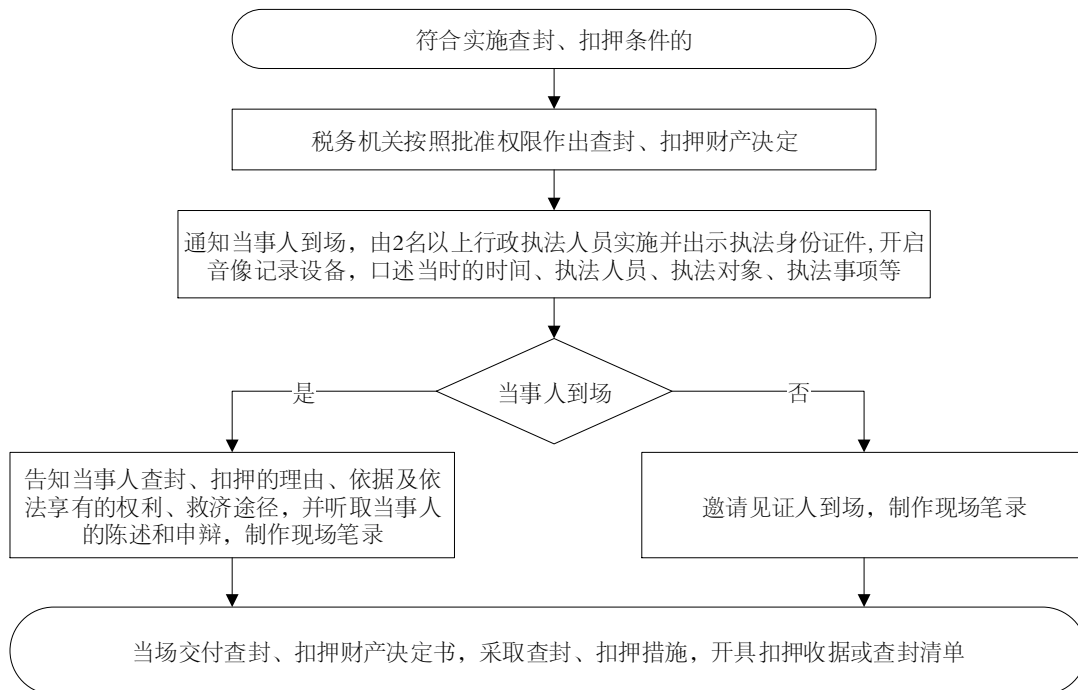 符合实施查封、扣押条件的
税务机关按照批准权限作出查封、扣押财产决定
通知当事人到场，由2名以上行政执法人员实施并出示执法身份证件,开启
音像记录设备，口述当时的时间、执法人员、执法对象、执法事项等
当事人到场
是
否
告知当事人查封、扣押的理由、依据及依
法享有的权利、救济途径，并听取当事人
的陈述和申辩，制作现场笔录
邀请见证人到场，制作现场笔录
当场交付查封、扣押财产决定书，采取查封、扣押措施，开具扣押收据或查封清单